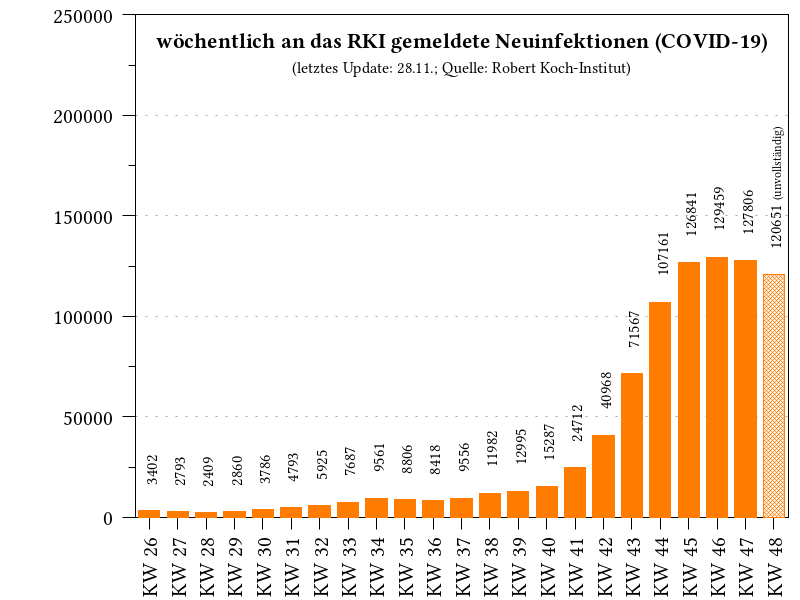 wöchentlich an das RKI gemeldete Neuinfektionen (COVID-19)
(letztes Update: 28.11.; Quelle: Robert Koch-Institut)
250000
200000
150000
100000
50000
0
3402
2793
2409
2860
3786
4793
5925
7687
9561
8806
8418
9556
11982
12995
15287
24712
40968
71567
107161
126841
129459
127806
120651 (unvollständig)
KW 26
KW 27
KW 28
KW 29
KW 30
KW 31
KW 32
KW 33
KW 34
KW 35
KW 36
KW 37
KW 38
KW 39
KW 40
KW 41
KW 42
KW 43
KW 44
KW 45
KW 46
KW 47
KW 48